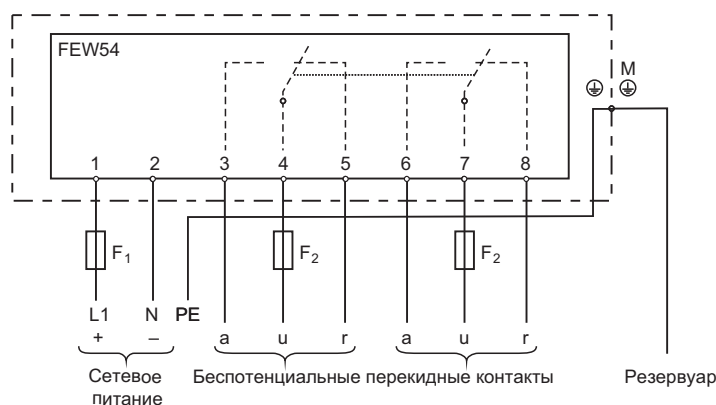 FEW54
M
1 2 3 4 5 6 7 8
F1 F2 F2
L1 N PE
+ – a u r a u r
Сетевое питание
Беспотенциальные перекидные контакты
Резервуар